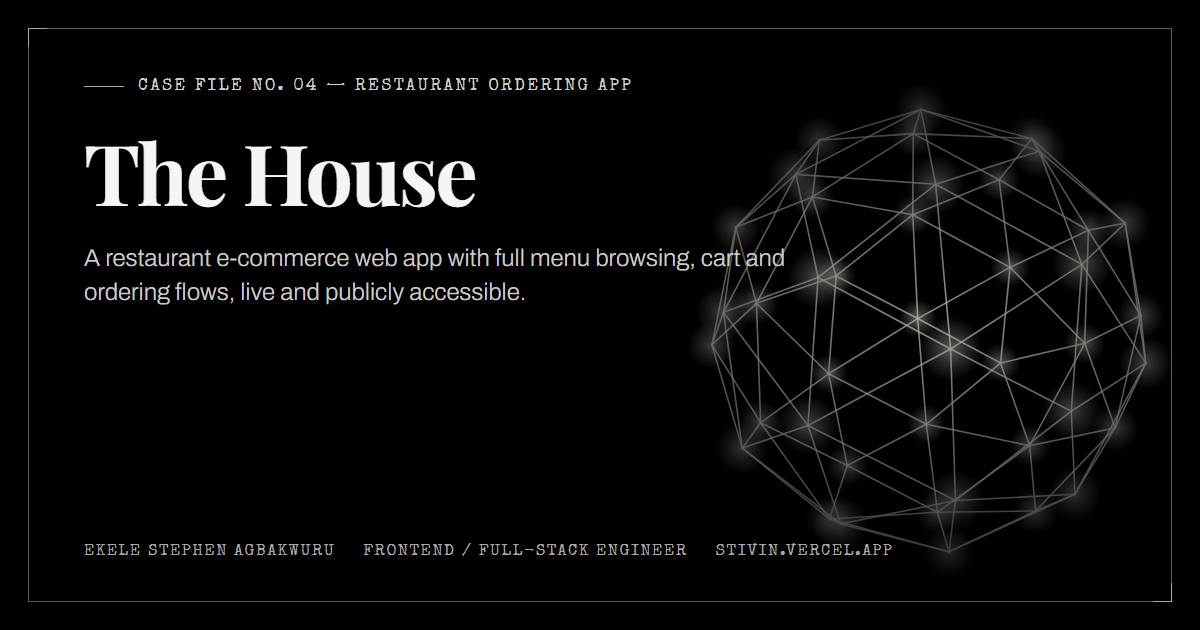 CASE FILE NO. 04 — RESTAURANT ORDERING APP
The House
A restaurant e-commerce web app with full menu browsing, cart and
ordering flows, live and publicly accessible.
EKELE STEPHEN AGBAKWURU FRONTEND / FULL-STACK ENGINEER STIVIN.VERCEL.APP